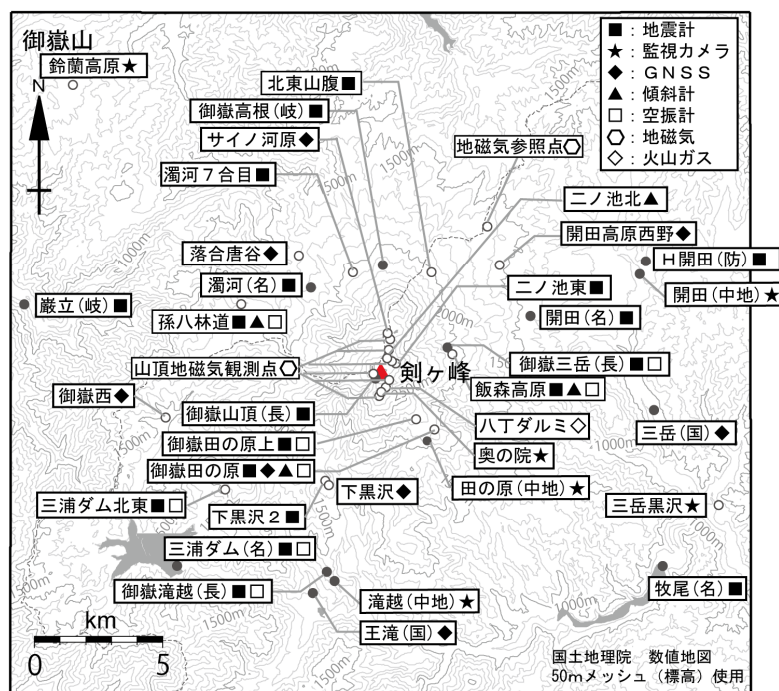 御嶽山
鈴蘭高原★
N
■：地震計
★：監視カメラ
◆：GNSS
▲：傾斜計
□：空振計
⬡：地磁気
◇：火山ガス
北東山腹■
御嶽高根(岐)■
サイノ河原◆
地磁気参照点⬡
濁河7合目■
二ノ池北▲
開田高原西野◆
落合唐谷◆
H開田(防)■
濁河(名)■
二ノ池東■
開田(中地)★
巌立(岐)■
孫八林道■▲□
開田(名)■
山頂地磁気観測点⬡
剣ヶ峰
御嶽三岳(長)■□
御嶽西◆
飯森高原■▲□
御嶽山頂(長)■
八丁ダルミ◇
三岳(国)◆
御嶽田の原上■□
奥の院★
御嶽田の原■◆▲□
田の原(中地)★
三浦ダム北東■□
下黒沢◆
三岳黒沢★
下黒沢2■
三浦ダム(名)■□
御嶽滝越(長)■□
滝越(中地)★
牧尾(名)■
王滝(国)◆
km
0 5
国土地理院 数値地図
50mメッシュ(標高)使用
1500m
1500m
1500m
1000m
2000m
1500m
1000m
1000m
1500m
1500m
1000m